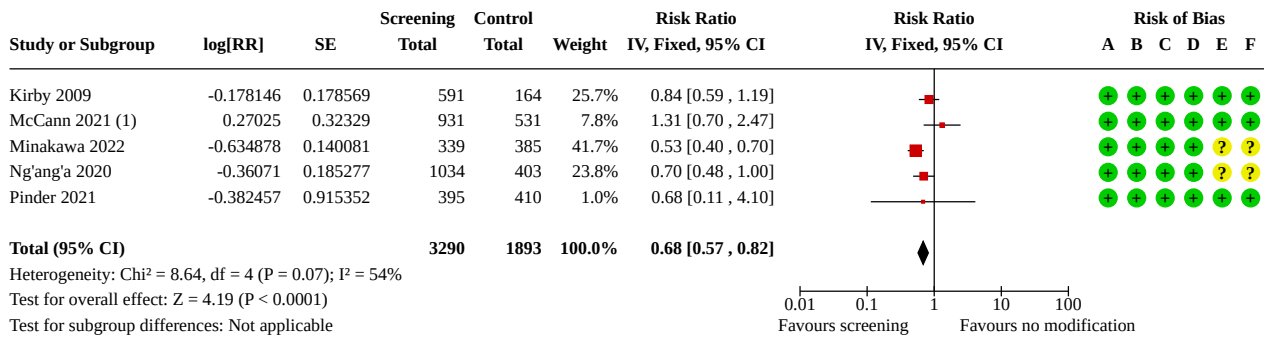 Screening Control Risk Ratio Risk Ratio Risk of Bias
Study or Subgroup log[RR] SE Total Total Weight IV, Fixed, 95% CI IV, Fixed, 95% CI A B C D E F
Kirby 2009 -0.178146 0.178569 591 164 25.7% 0.84 [0.59 , 1.19] + + + + + +
McCann 2021 (1) 0.27025 0.32329 931 531 7.8% 1.31 [0.70 , 2.47] + + + + + +
Minakawa 2022 -0.634878 0.140081 339 385 41.7% 0.53 [0.40 , 0.70] + + + + ? ?
Ng'ang'a 2020 -0.36071 0.185277 1034 403 23.8% 0.70 [0.48 , 1.00] + + + + ? ?
Pinder 2021 -0.382457 0.915352 395 410 1.0% 0.68 [0.11 , 4.10] + + + + + +
Total (95% CI) 3290 1893 100.0% 0.68 [0.57 , 0.82]
Heterogeneity: Chi² = 8.64, df = 4 (P = 0.07); I² = 54%
Test for overall effect: Z = 4.19 (P < 0.0001) 0.01 0.1 1 10 100
Test for subgroup differences: Not applicable Favours screening Favours no modification